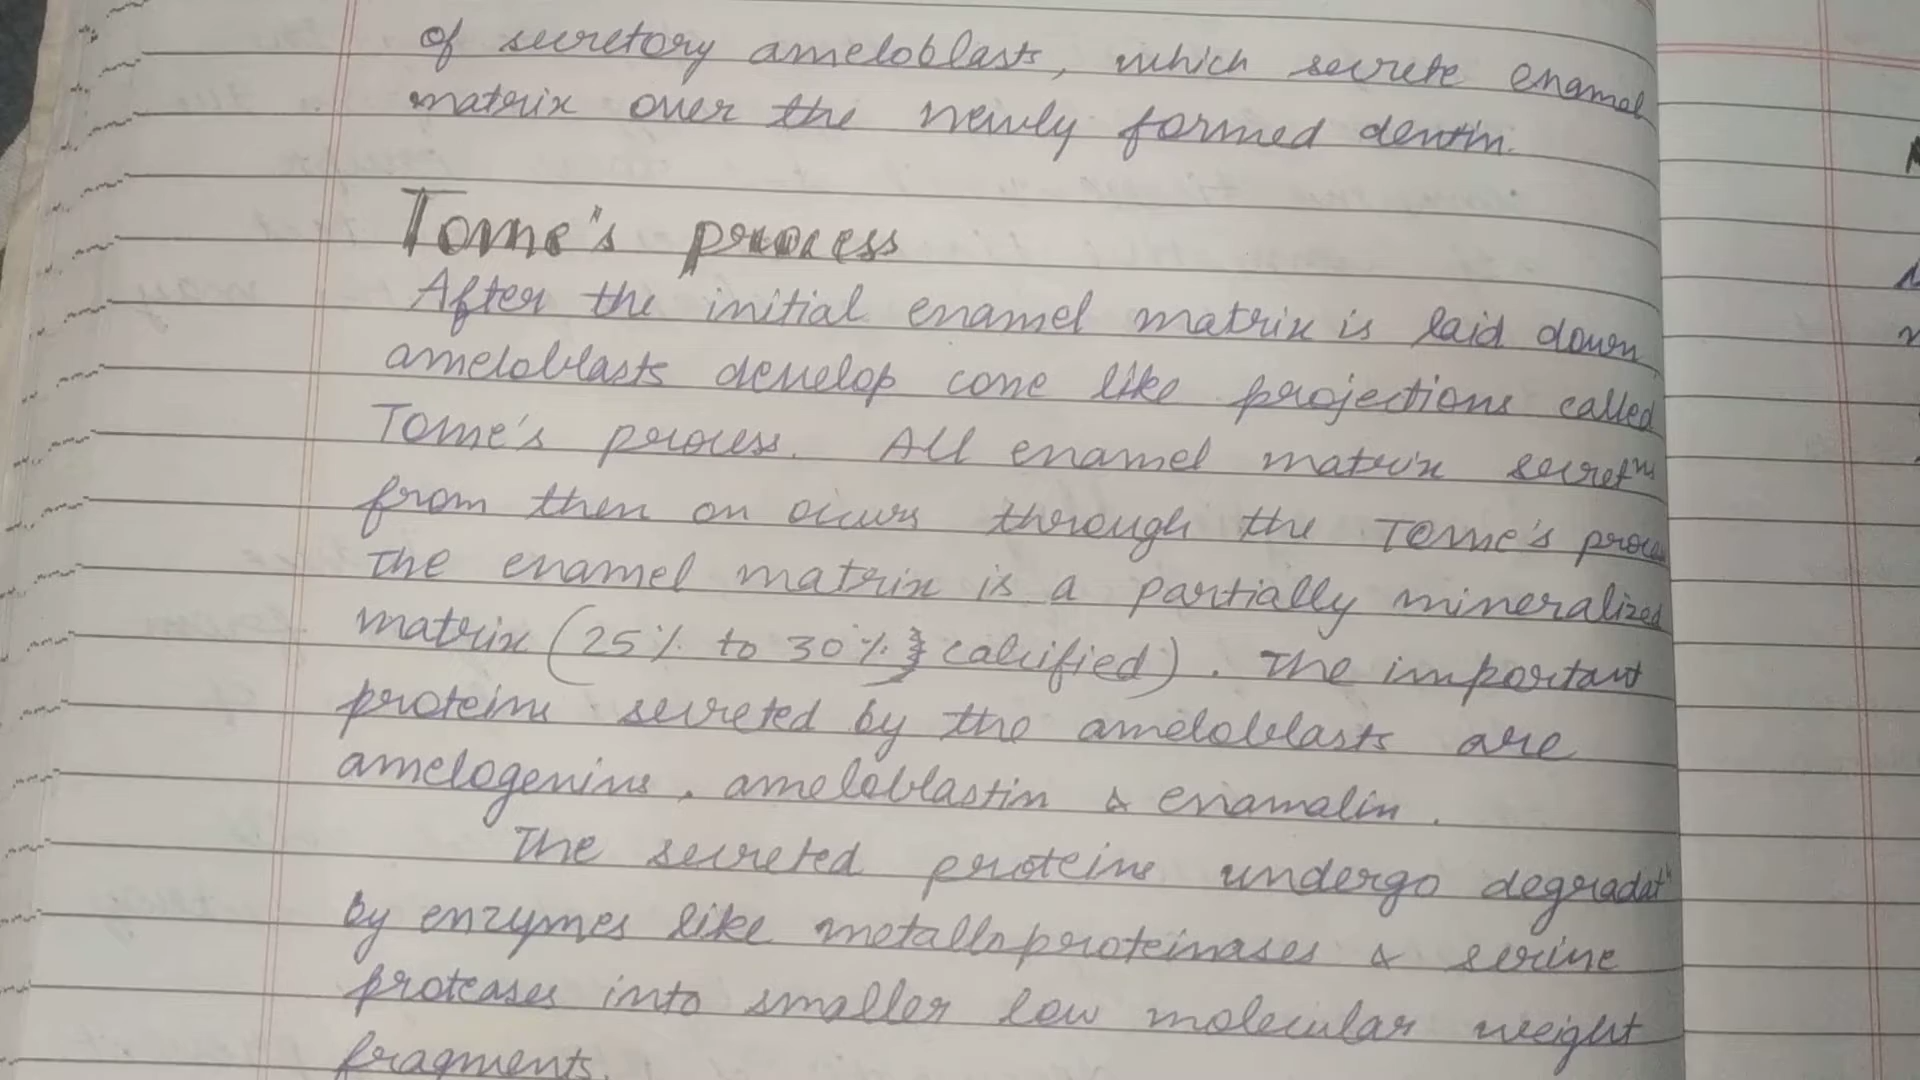 of secretory ameloblasts, which secrete enamel
matrix over the newly formed dentin.
Tome's process
After the initial enamel matrix is laid down
ameloblasts develop cone like projections called
Tome's process. All enamel matrix secretn
from then on occurs through the Tome's proce
The enamel matrix is a partially mineralized
matrix (25% to 30% calcified). The important
proteins secreted by the ameloblasts are
amelogenins, ameloblastin & enamalin.
The secreted proteins undergo degradatn
by enzymes like metalloproteinases & serine
proteases into smaller low molecular weight
fragments.